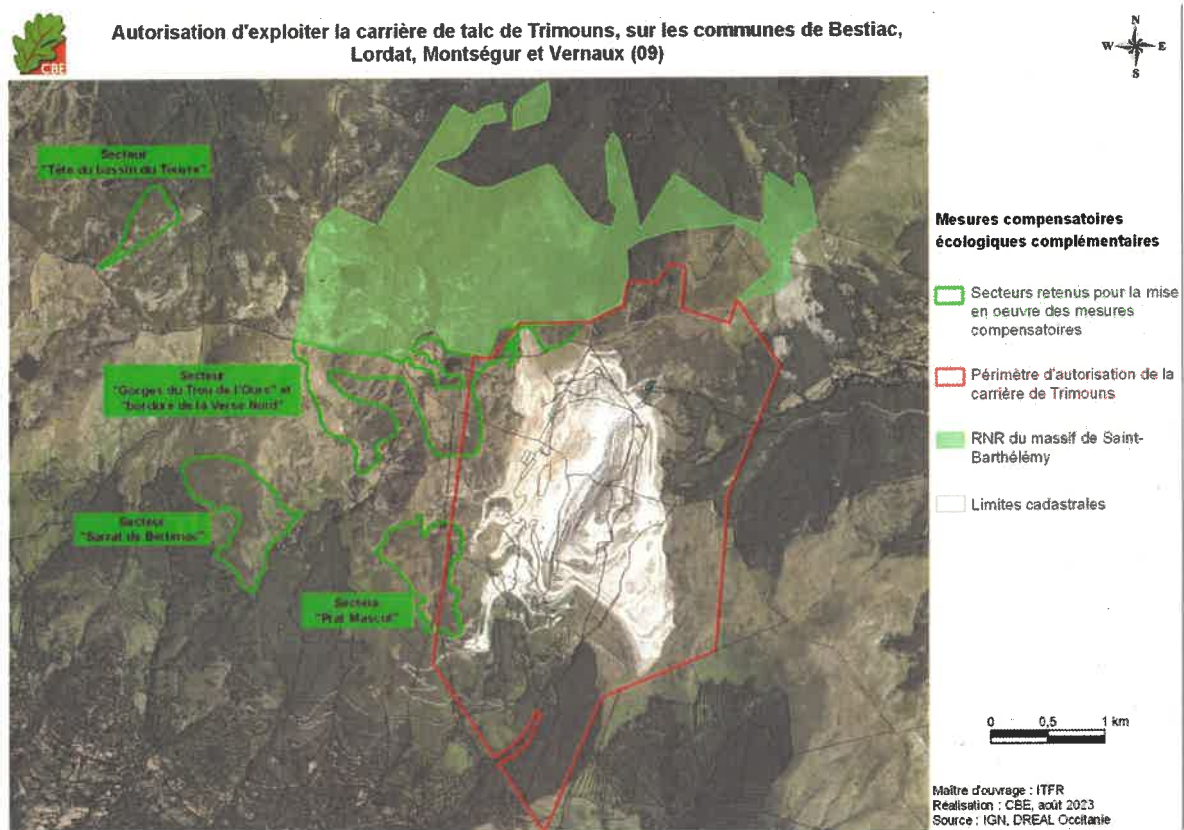 Autorisation d'exploiter la carrière de talc de Trimouns, sur les communes de Bestiac,
Lordat, Montségur et Vernaux (09)
CBE
N
W E
S
Secteur
"Tête du bassin du Touyre"
Secteur
"Gorges du Trou de l'Ours" et
"bordure de la Verse Nord"
Secteur
"Sarrat de
Secteur
"Prat Mascut"
Mesures compensatoires
écologiques complémentaires
Secteurs retenus pour la mise
en oeuvre des mesures
compensatoires
Périmètre d'autorisation de la
carrière de Trimouns
RNR du massif de Saint-
Barthélémy
Limites cadastrales
0 0,5 1 km
Maître d'ouvrage : ITFR
Réalisation : CBE, août 2023
Source : IGN, DREAL Occitanie